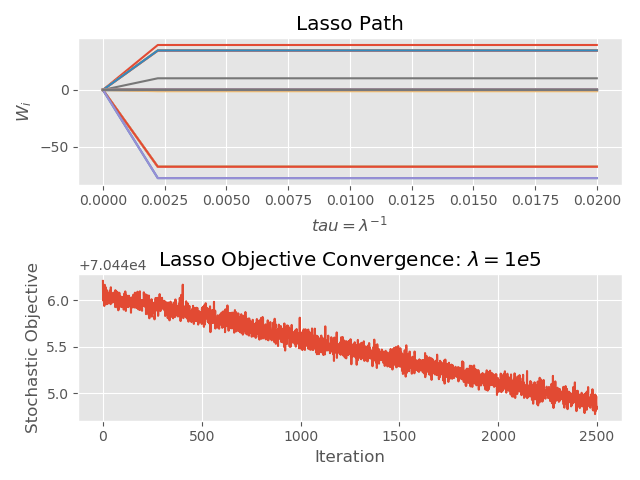 Lasso Path
0
−50
W_i
0.0000 0.0025 0.0050 0.0075 0.0100 0.0125 0.0150 0.0175 0.0200
tau = λ⁻¹
+7.044e4
Lasso Objective Convergence: λ = 1e5
6.0
5.5
5.0
Stochastic Objective
0 500 1000 1500 2000 2500
Iteration